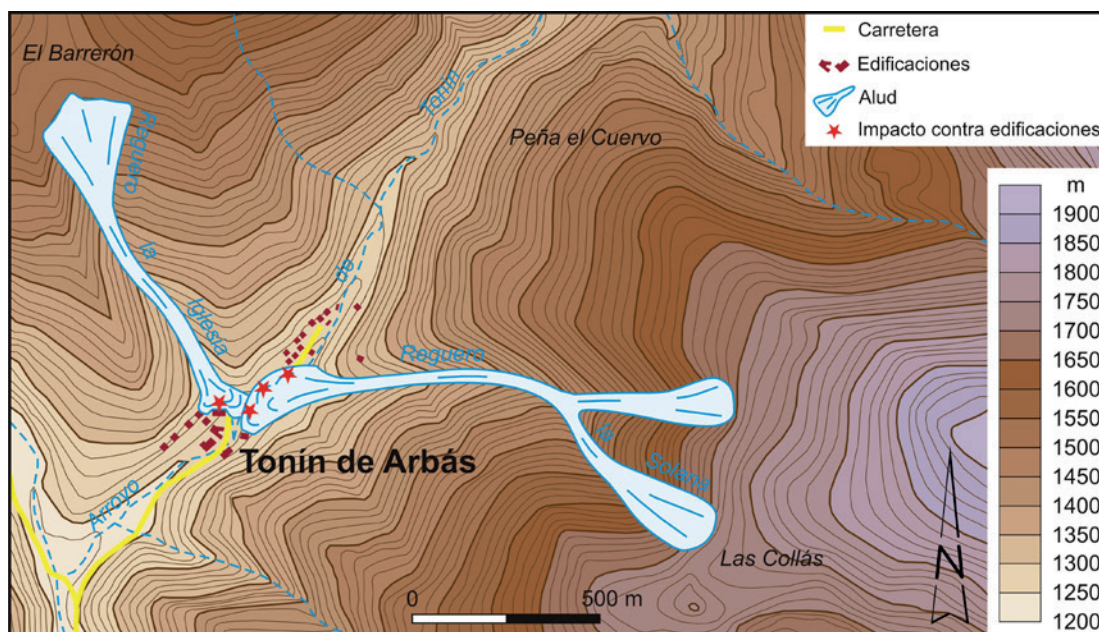 El Barrerón
Reguero
la
Iglesia
Tonín
de
Arroyo
Peña el Cuervo
Reguero
la
Solana
Tonín de Arbás
Las Collás
0
500 m
N
Carretera
Edificaciones
Alud
Impacto contra edificaciones
m
1900
1850
1800
1750
1700
1650
1600
1550
1500
1450
1400
1350
1300
1250
1200